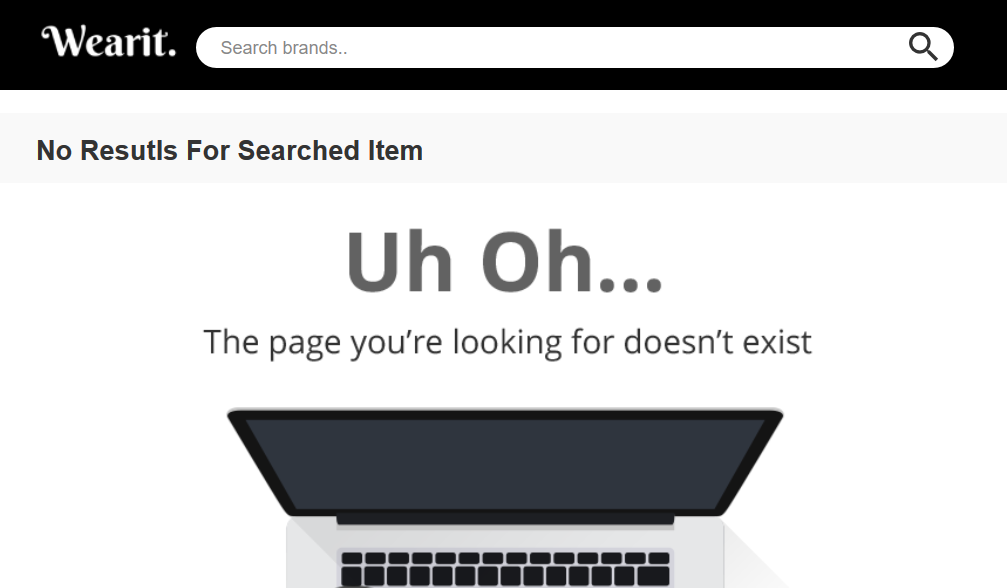 Wearit.
Search brands..
No Resutls For Searched Item
Uh Oh...
The page you're looking for doesn't exist